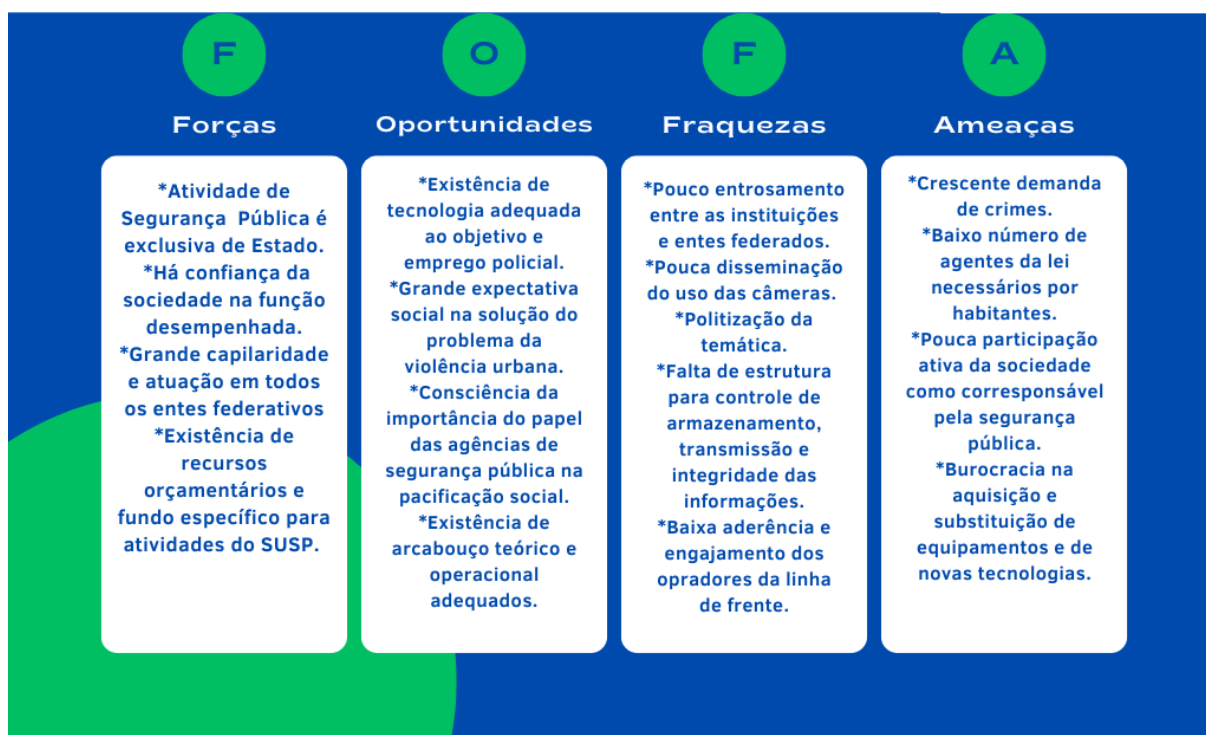 F
Forças
*Atividade de
Segurança Pública é
exclusiva de Estado.
*Há confiança da
sociedade na função
desempenhada.
*Grande capilaridade
e atuação em todos
os entes federativos
*Existência de
recursos
orçamentários e
fundo específico para
atividades do SUSP.
O
Oportunidades
*Existência de
tecnologia adequada
ao objetivo e
emprego policial.
*Grande expectativa
social na solução do
problema da
violência urbana.
*Consciência da
importância do papel
das agências de
segurança pública na
pacificação social.
*Existência de
arcabouço teórico e
operacional
adequados.
F
Fraquezas
*Pouco entrosamento
entre as instituições
e entes federados.
*Pouca disseminação
do uso das câmeras.
*Politização da
temática.
*Falta de estrutura
para controle de
armazenamento,
transmissão e
integridade das
informações.
*Baixa aderência e
engajamento dos
opradores da linha
de frente.
A
Ameaças
*Crescente demanda
de crimes.
*Baixo número de
agentes da lei
necessários por
habitantes.
*Pouca participação
ativa da sociedade
como corresponsável
pela segurança
pública.
*Burocracia na
aquisição e
substituição de
equipamentos e de
novas tecnologias.